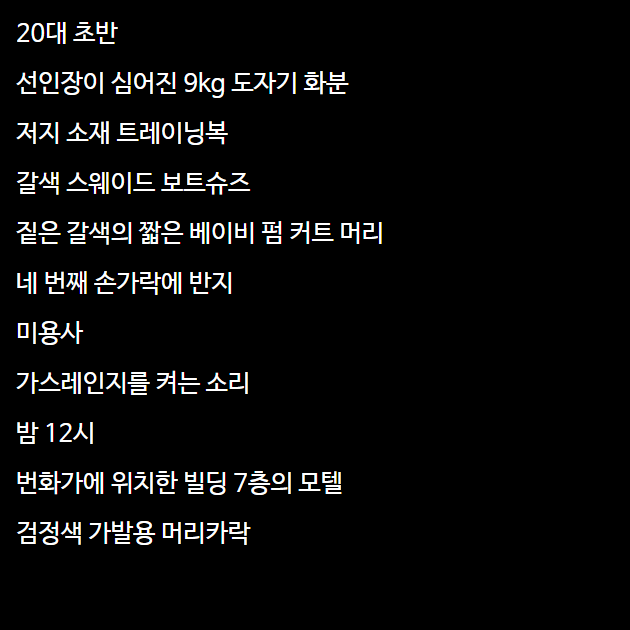 20대 초반
선인장이 심어진 9kg 도자기 화분
저지 소재 트레이닝복
갈색 스웨이드 보트슈즈
짙은 갈색의 짧은 베이비 펌 커트 머리
네 번째 손가락에 반지
미용사
가스레인지를 켜는 소리
밤 12시
번화가에 위치한 빌딩 7층의 모텔
검정색 가발용 머리카락